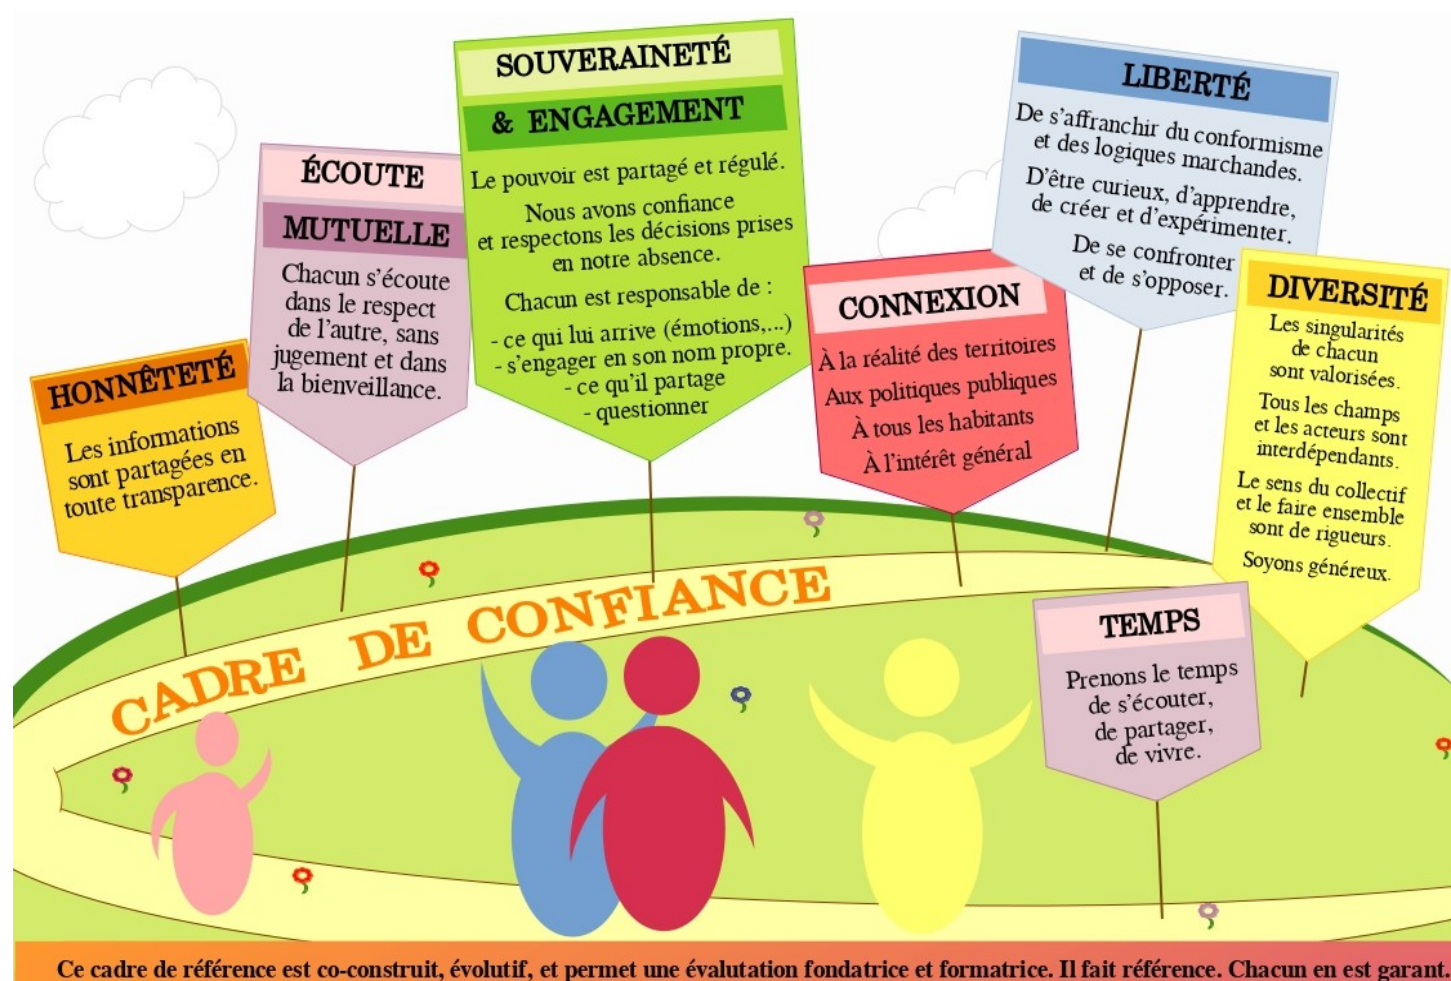 HONNÊTETÉ
Les informations
sont partagées en
toute transparence.
ÉCOUTE
MUTUELLE
Chacun s'écoute
dans le respect
de l'autre, sans
jugement et dans
la bienveillance.
SOUVERAINETÉ
& ENGAGEMENT
Le pouvoir est partagé et régulé.
Nous avons confiance
et respectons les décisions prises
en notre absence.
Chacun est responsable de :
- ce qui lui arrive (émotions,...)
- s'engager en son nom propre.
- ce qu'il partage
- questionner
CONNEXION
À la réalité des territoires
Aux politiques publiques
À tous les habitants
À l'intérêt général
LIBERTÉ
De s'affranchir du conformisme
et des logiques marchandes.
D'être curieux, d'apprendre,
de créer et d'expérimenter.
De se confronter
et de s'opposer.
DIVERSITÉ
Les singularités
de chacun
sont valorisées.
Tous les champs
et les acteurs sont
interdépendants.
Le sens du collectif
et le faire ensemble
sont de rigueurs.
Soyons généreux.
TEMPS
Prenons le temps
de s'écouter,
de partager,
de vivre.
CADRE DE CONFIANCE
Ce cadre de référence est co-construit, évolutif, et permet une évalutation fondatrice et formatrice. Il fait référence. Chacun en est garant.